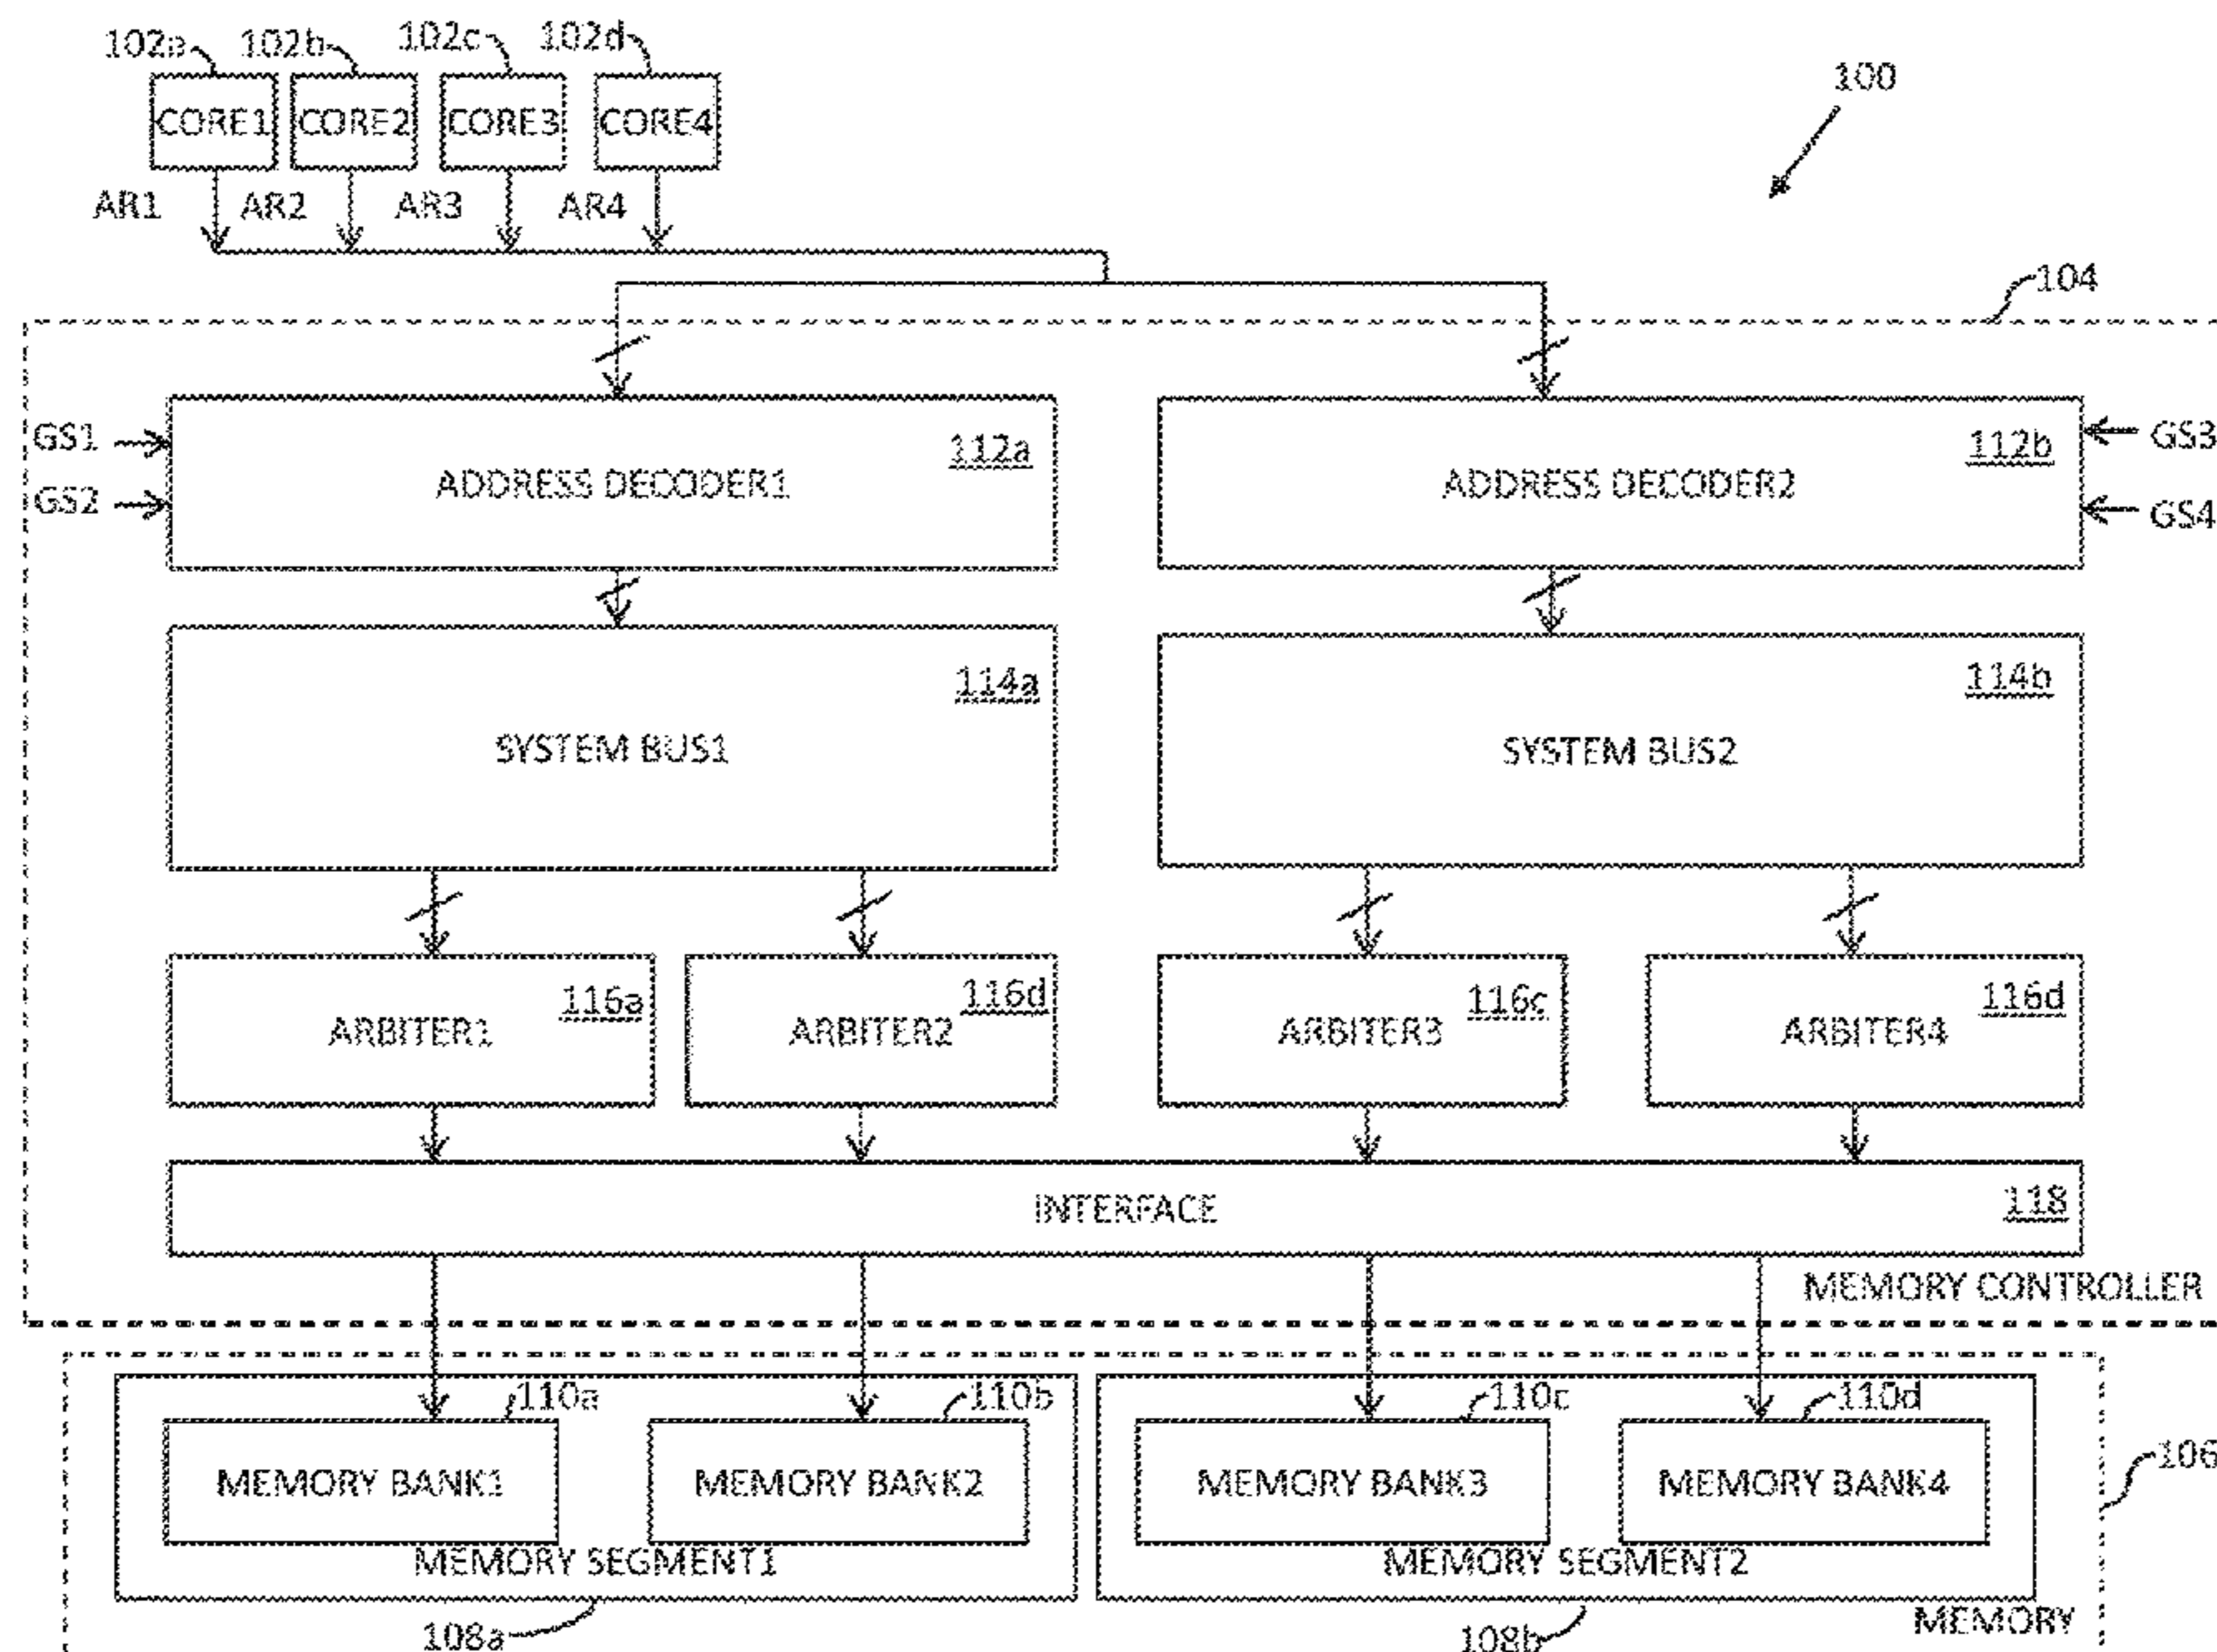 102a 102b 102c 102d
100
CORE1 CORE2 CORE3 CORE4
AR1 AR2 AR3 AR4
104
GS1
GS2
112a
ADDRESS DECODER1
112b
ADDRESS DECODER2
GS3
GS4
114a
SYSTEM BUS1
114b
SYSTEM BUS2
116a
ARBITER1
116d
ARBITER2
116c
ARBITER3
116d
ARBITER4
INTERFACE 118
MEMORY CONTROLLER
110a 110b 110c 110d
MEMORY BANK1 MEMORY BANK2 MEMORY BANK3 MEMORY BANK4
106
MEMORY SEGMENT1 MEMORY SEGMENT2
MEMORY
108a 108b